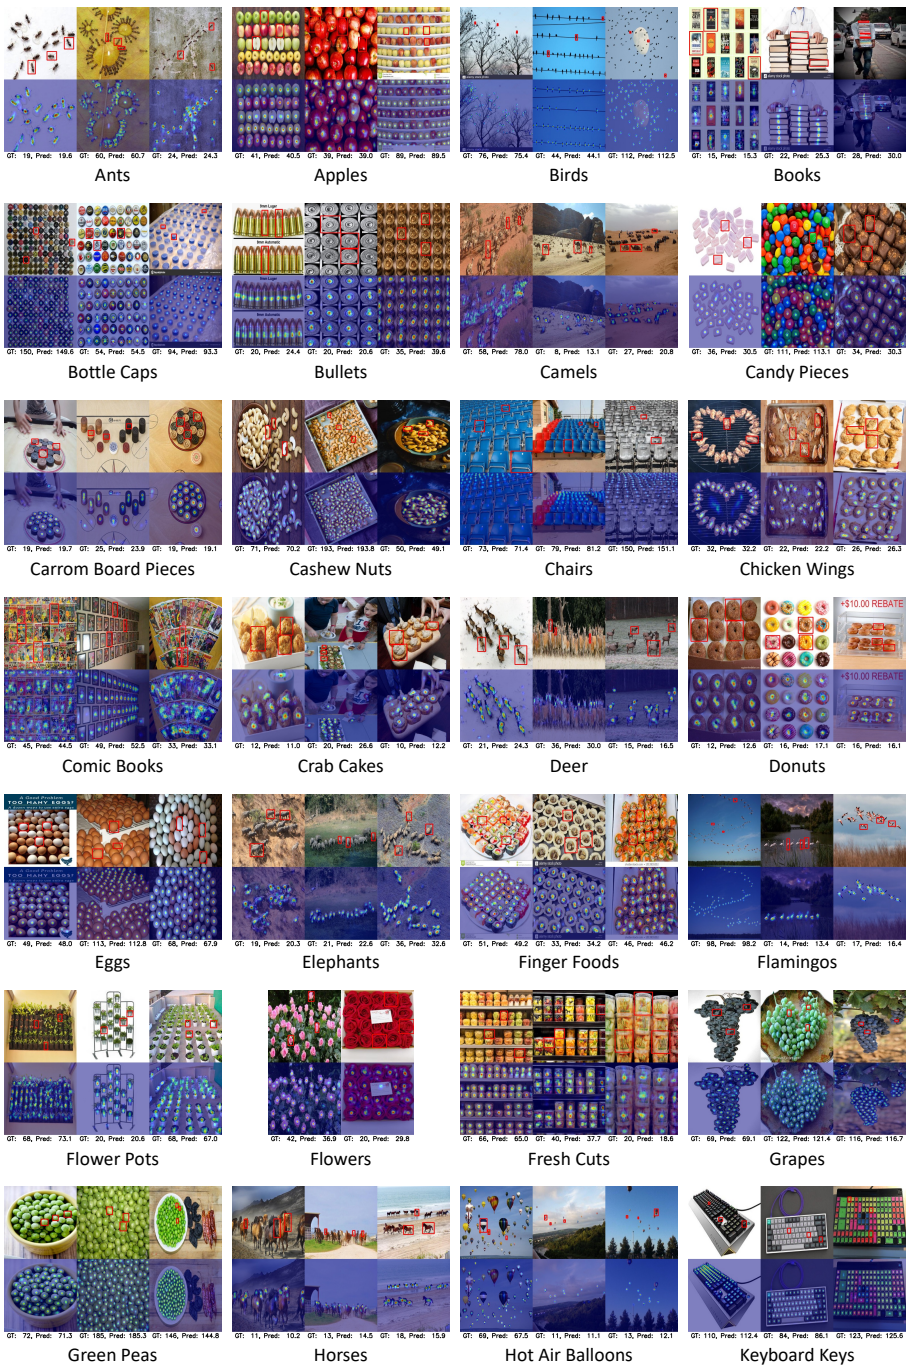 GT: 19, Pred: 19.6 GT: 60, Pred: 60.7 GT: 24, Pred: 24.3 GT: 41, Pred: 40.5 GT: 39, Pred: 39.0 GT: 89, Pred: 89.5 GT: 76, Pred: 75.4 GT: 44, Pred: 44.1 GT: 112, Pred: 112.5 GT: 15, Pred: 15.3 GT: 22, Pred: 25.3 GT: 28, Pred: 30.0
Ants Apples Birds Books
9mm Luger
9mm Automatic
GT: 150, Pred: 149.6 GT: 54, Pred: 54.5 GT: 94, Pred: 93.3 GT: 20, Pred: 24.4 GT: 20, Pred: 20.6 GT: 35, Pred: 39.6 GT: 58, Pred: 78.0 GT: 8, Pred: 13.1 GT: 27, Pred: 20.8 GT: 36, Pred: 30.5 GT: 111, Pred: 113.1 GT: 34, Pred: 30.3
Bottle Caps Bullets Camels Candy Pieces
GT: 19, Pred: 19.7 GT: 25, Pred: 23.9 GT: 19, Pred: 19.1 GT: 71, Pred: 70.2 GT: 193, Pred: 193.8 GT: 50, Pred: 49.1 GT: 73, Pred: 71.4 GT: 79, Pred: 81.2 GT: 150, Pred: 151.1 GT: 32, Pred: 32.2 GT: 22, Pred: 22.2 GT: 26, Pred: 26.3
Carrom Board Pieces Cashew Nuts Chairs Chicken Wings
+$10.00 REBATE
+$10.00 REBATE
GT: 45, Pred: 44.5 GT: 49, Pred: 52.5 GT: 33, Pred: 33.1 GT: 12, Pred: 11.0 GT: 20, Pred: 26.6 GT: 10, Pred: 12.2 GT: 21, Pred: 24.3 GT: 36, Pred: 30.0 GT: 15, Pred: 16.5 GT: 12, Pred: 12.6 GT: 16, Pred: 17.1 GT: 16, Pred: 16.1
Comic Books Crab Cakes Deer Donuts
A Good Problem
TOO MANY EGGS?
A Good Problem
TOO MANY EGGS?
GT: 49, Pred: 48.0 GT: 113, Pred: 112.8 GT: 68, Pred: 67.9 GT: 19, Pred: 20.3 GT: 21, Pred: 22.6 GT: 36, Pred: 32.6 GT: 51, Pred: 49.2 GT: 33, Pred: 34.2 GT: 46, Pred: 46.2 GT: 98, Pred: 98.2 GT: 14, Pred: 13.4 GT: 17, Pred: 16.4
Eggs Elephants Finger Foods Flamingos
GT: 68, Pred: 73.1 GT: 20, Pred: 20.6 GT: 68, Pred: 67.0 GT: 42, Pred: 36.9 GT: 20, Pred: 29.8 GT: 66, Pred: 65.0 GT: 40, Pred: 37.7 GT: 20, Pred: 18.6 GT: 69, Pred: 69.1 GT: 122, Pred: 121.4 GT: 116, Pred: 116.7
Flower Pots Flowers Fresh Cuts Grapes
GT: 72, Pred: 71.3 GT: 185, Pred: 185.3 GT: 146, Pred: 144.8 GT: 11, Pred: 10.2 GT: 13, Pred: 14.5 GT: 18, Pred: 15.9 GT: 69, Pred: 67.5 GT: 11, Pred: 11.1 GT: 13, Pred: 12.1 GT: 110, Pred: 112.4 GT: 84, Pred: 86.1 GT: 123, Pred: 125.6
Green Peas Horses Hot Air Balloons Keyboard Keys